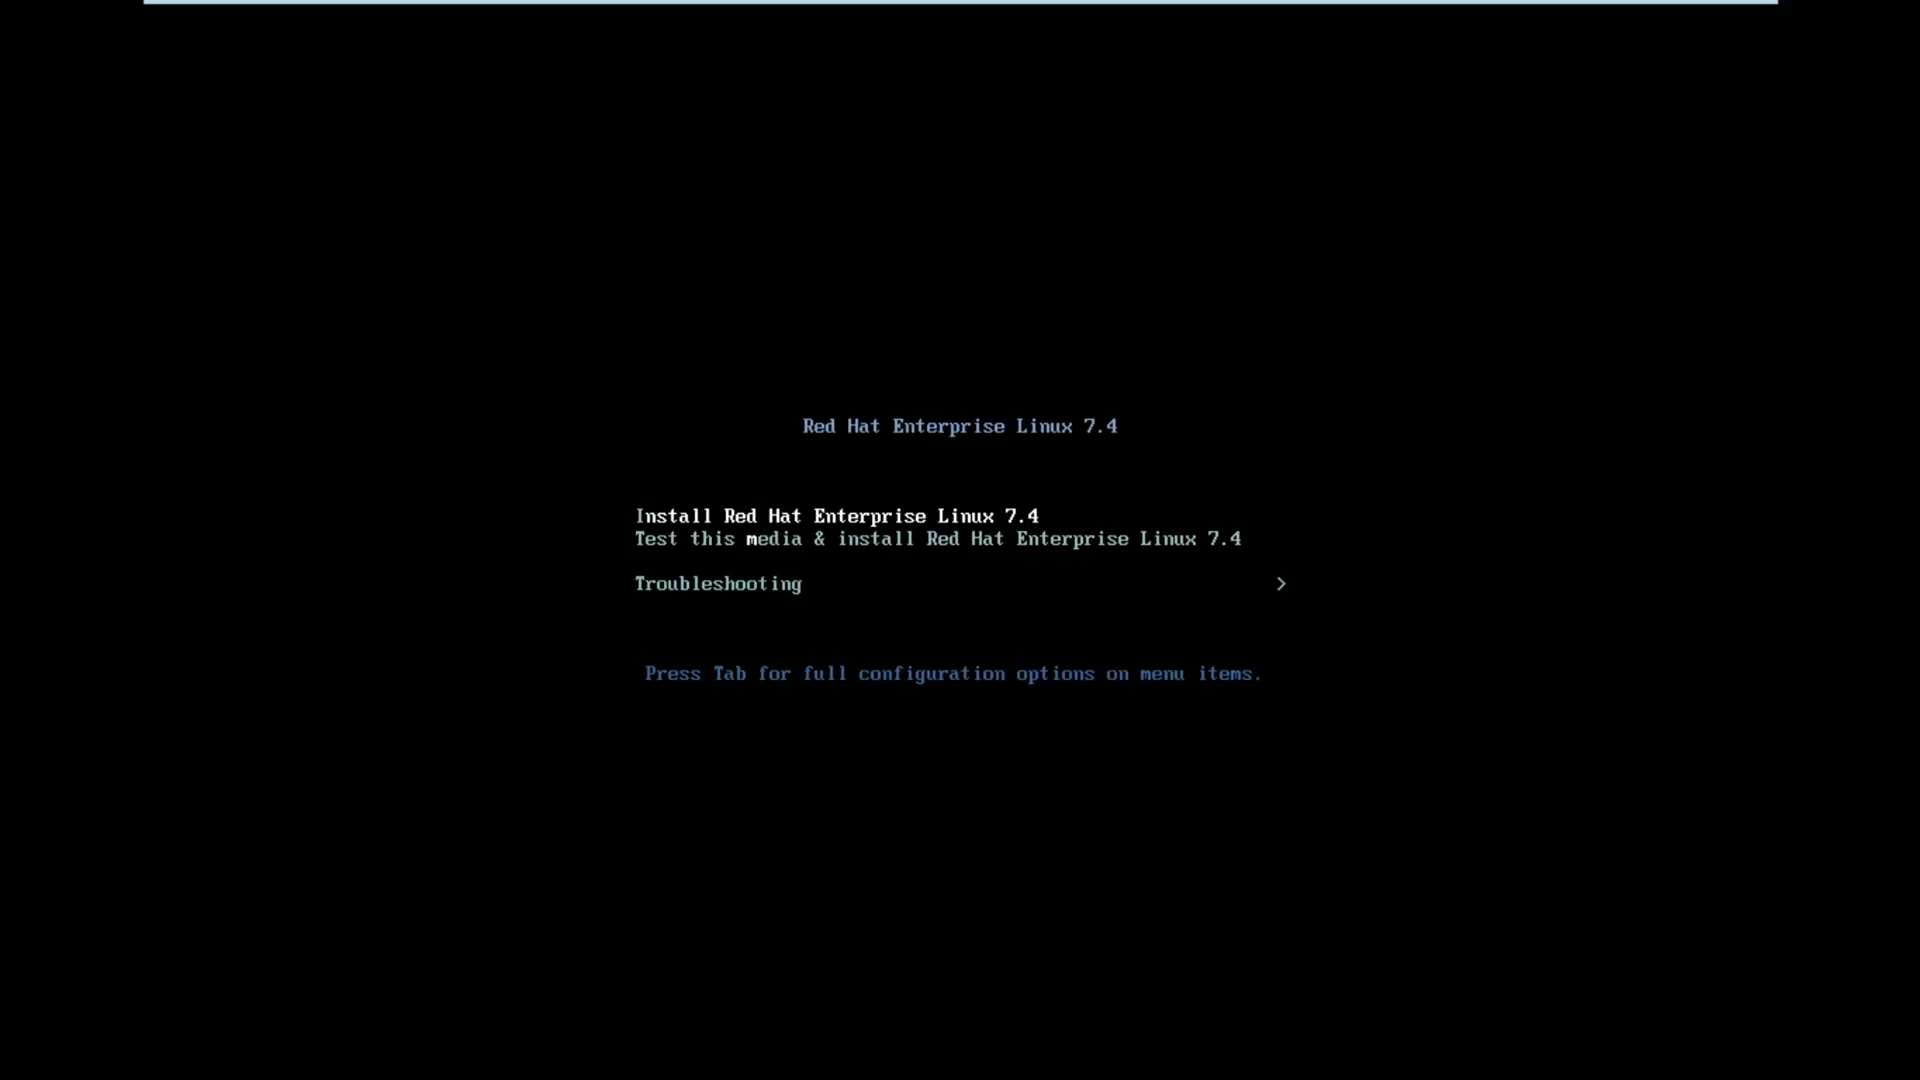 Red Hat Enterprise Linux 7.4
Install Red Hat Enterprise Linux 7.4
Test this media & install Red Hat Enterprise Linux 7.4
Troubleshooting >
Press Tab for full configuration options on menu items.